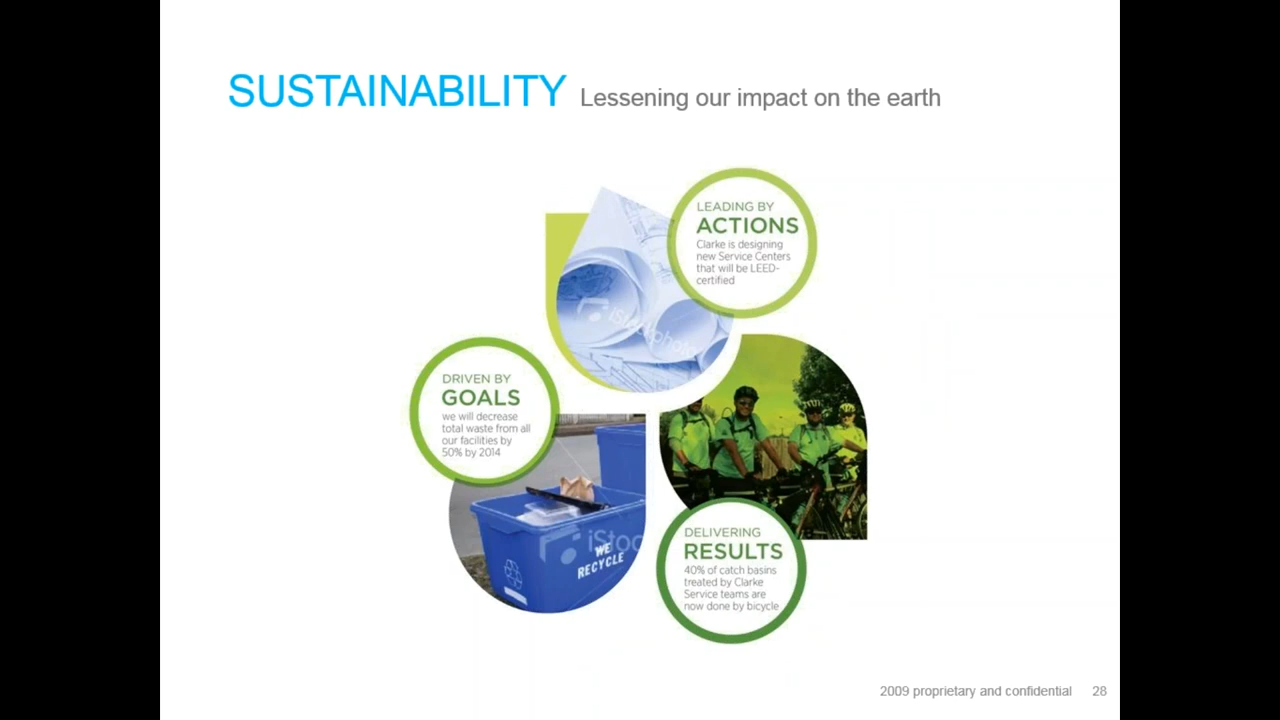 SUSTAINABILITY Lessening our impact on the earth
LEADING BY
ACTIONS
Clarke is designing
new Service Centers
that will be LEED-
certified
iStockphoto
DRIVEN BY
GOALS
we will decrease
total waste from all
our facilities by
50% by 2014
iStoc
WE
RECYCLE
DELIVERING
RESULTS
40% of catch basins
treated by Clarke
Service teams are
now done by bicycle
2009 proprietary and confidential 28